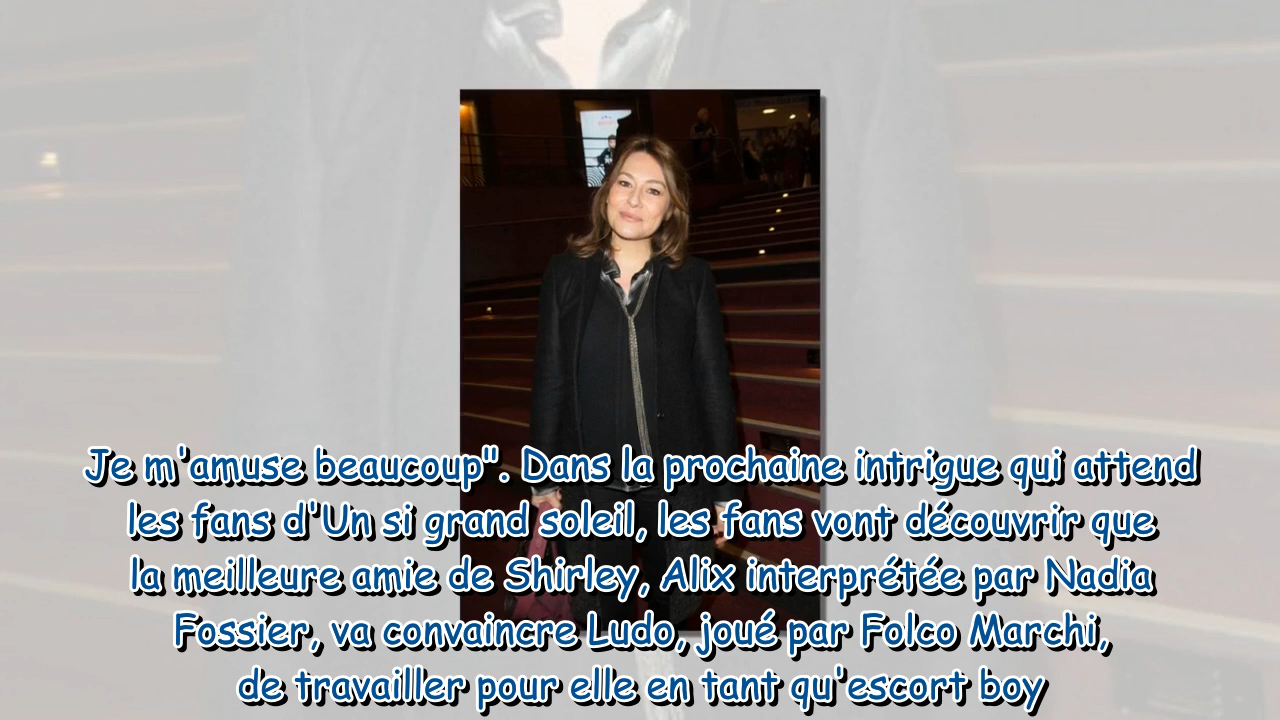 Je m'amuse beaucoup". Dans la prochaine intrigue qui attend
les fans d'Un si grand soleil, les fans vont découvrir que
la meilleure amie de Shirley, Alix interprétée par Nadia
Fossier, va convaincre Ludo, joué par Folco Marchi,
de travailler pour elle en tant qu'escort boy